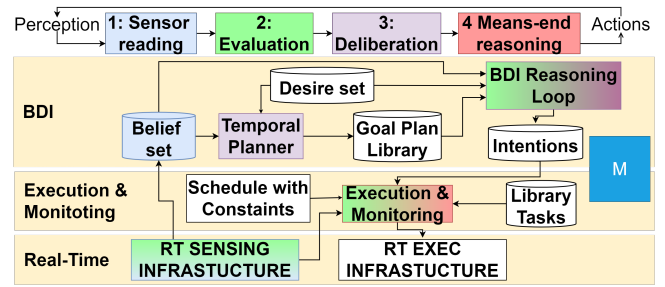 Perception
1: Sensor
reading
2:
Evaluation
3:
Deliberation
4 Means-end
reasoning
Actions
BDI
Desire set
BDI Reasoning
Loop
Belief
set
Temporal
Planner
Goal Plan
Library
Intentions
M
Execution &
Monitoting
Schedule with
Constaints
Execution &
Monitoring
Library
Tasks
Real-Time
RT SENSING
INFRASTUCTURE
RT EXEC
INFRASTUCTURE